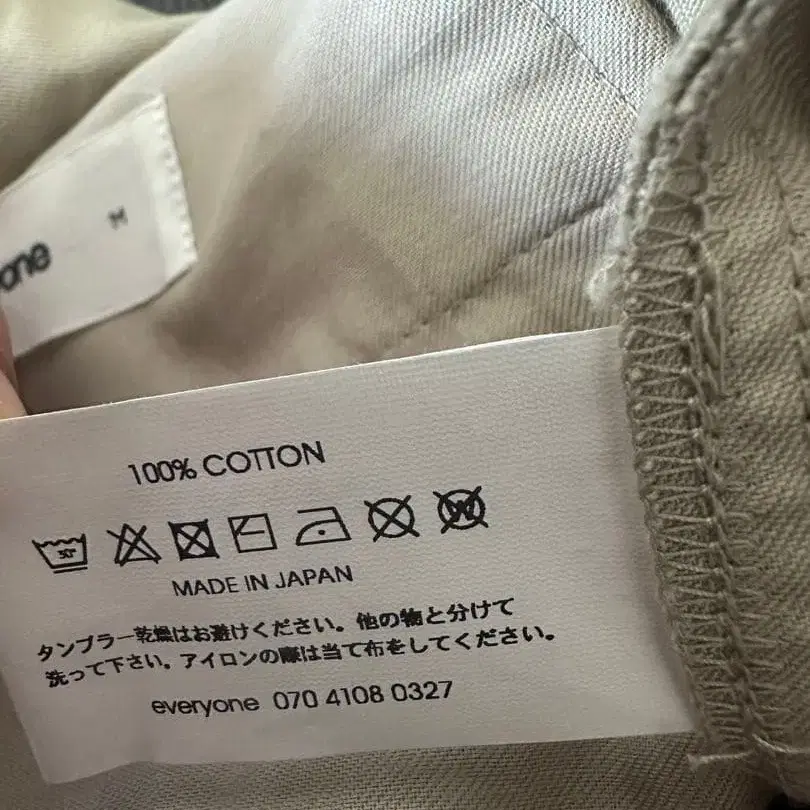 one
M
100% COTTON
30°
W
MADE IN JAPAN
タンブラー乾燥はお避けください。他の物と分けて
洗って下さい。アイロンの際は当て布をしてください。
everyone 070 4108 0327